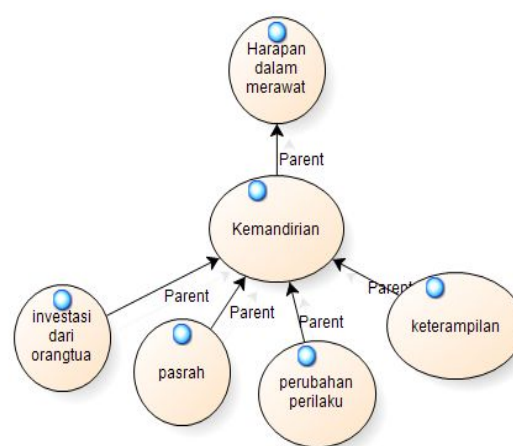 Harapan
dalam
merawat
Parent
Kemandirian
Parent
Parent
Parent
Parent
investasi
dari
orangtua
pasrah
perubahan
perilaku
keterampilan